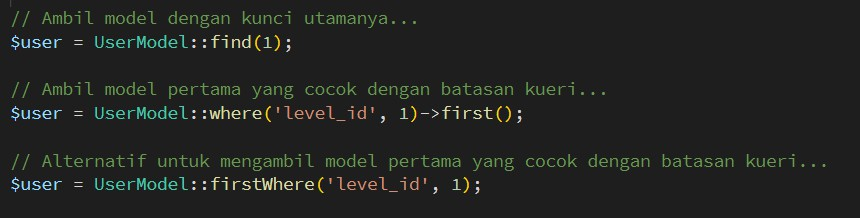 // Ambil model dengan kunci utamanya...
$user = UserModel::find(1);
// Ambil model pertama yang cocok dengan batasan kueri...
$user = UserModel::where('level_id', 1)->first();
// Alternatif untuk mengambil model pertama yang cocok dengan batasan kueri...
$user = UserModel::firstWhere('level_id', 1);